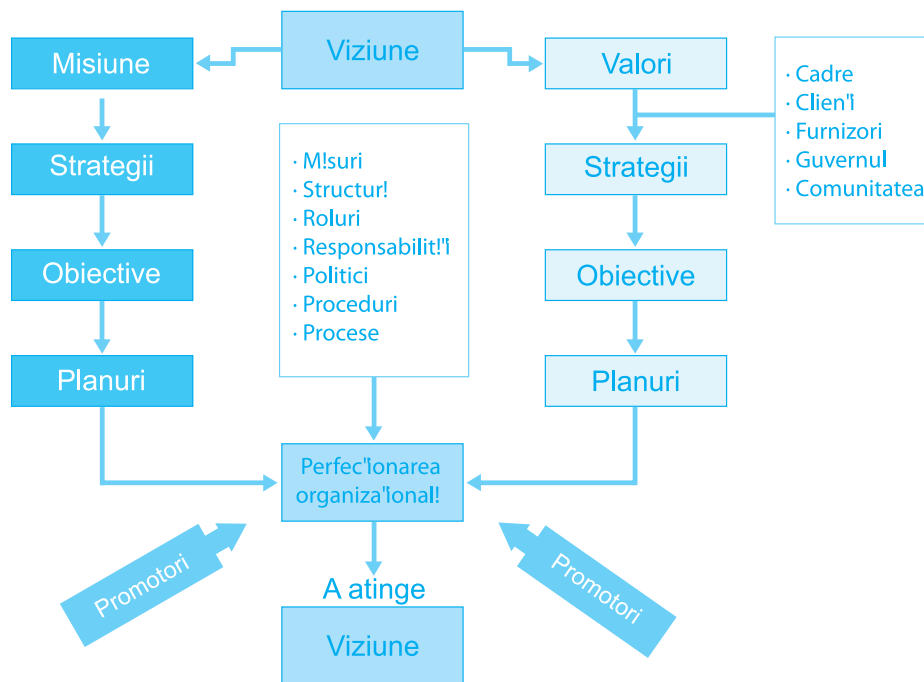 Viziune
Misiune
Strategii
Obiective
Planuri
· M!suri
· Structur!
· Roluri
· Responsabilit!"i
· Politici
· Proceduri
· Procese
Valori
Strategii
Obiective
Planuri
· Cadre
· Clien"i
· Furnizori
· Guvernul
· Comunitatea
Perfec"ionarea
organiza"ional!
Promotori
Promotori
A atinge
Viziune